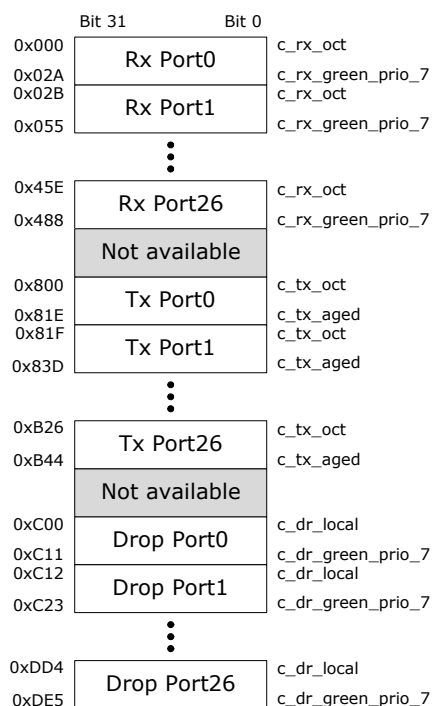 Bit 31 Bit 0
0x000 c_rx_oct
Rx Port0
0x02A c_rx_green_prio_7
0x02B c_rx_oct
Rx Port1
0x055 c_rx_green_prio_7
0x45E c_rx_oct
Rx Port26
0x488 c_rx_green_prio_7
Not available
0x800 c_tx_oct
Tx Port0
0x81E c_tx_aged
0x81F c_tx_oct
Tx Port1
0x83D c_tx_aged
0xB26 c_tx_oct
Tx Port26
0xB44 c_tx_aged
Not available
0xC00 c_dr_local
Drop Port0
0xC11 c_dr_green_prio_7
0xC12 c_dr_local
Drop Port1
0xC23 c_dr_green_prio_7
0xDD4 c_dr_local
Drop Port26
0xDE5 c_dr_green_prio_7